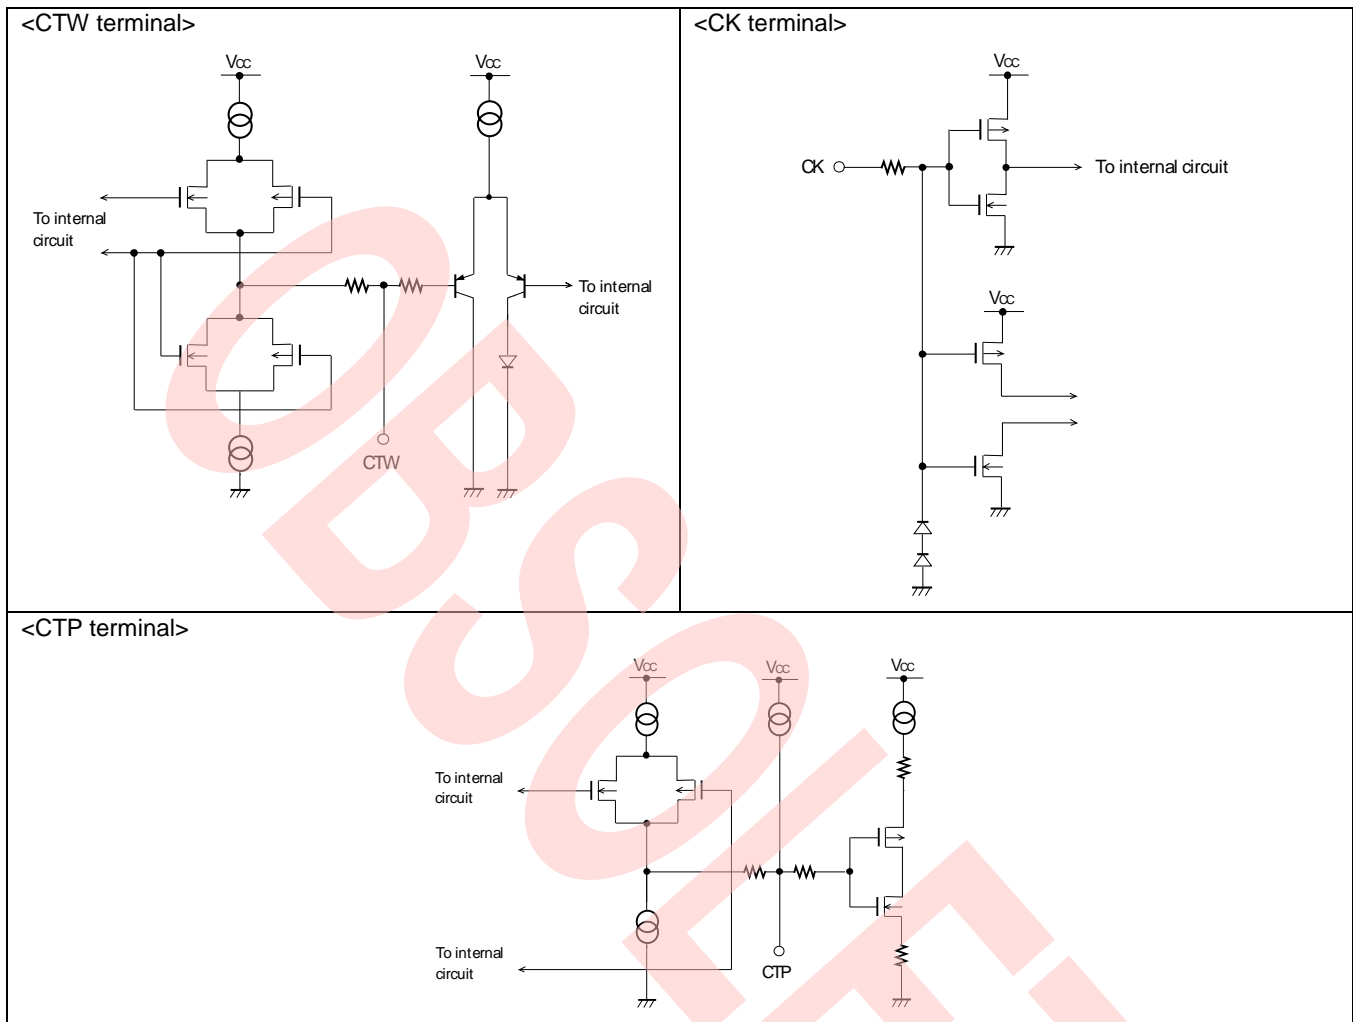 <CTW terminal>
Vcc
Vcc
To internal
circuit
To internal
circuit
CTW
<CK terminal>
Vcc
CK
To internal circuit
Vcc
<CTP terminal>
Vcc
Vcc
Vcc
To internal
circuit
To internal
circuit
CTP
OBSOLE